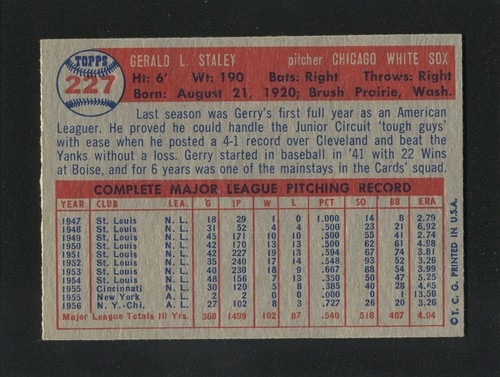 TOPPS
227
GERALD L. STALEY pitcher CHICAGO WHITE SOX
Ht: 6' Wt: 190 Bats: Right Throws: Right
Born: August 21, 1920; Brush Prairie, Wash.
Last season was Gerry's first full year as an American
Leaguer. He proved he could handle the Junior Circuit 'tough guys'
with ease when he posted a 4-1 record over Cleveland and beat the
Yanks without a loss. Gerry started in baseball in '41 with 22 Wins
at Boise, and for 6 years was one of the mainstays in the Cards' squad.
COMPLETE MAJOR LEAGUE PITCHING RECORD
YEAR CLUB LEA. G IP W L PCT. SO BB ERA
1947 St. Louis N. L. 18 29 1 0 1.000 14 8 2.79
1948 St. Louis N. L. 31 52 4 4 .500 23 21 6.92
1949 St. Louis N. L. 45 171 10 10 .500 55 41 2.74
1950 St. Louis N. L. 42 170 13 13 .500 62 61 4.98
1951 St. Louis N. L. 42 227 19 13 .594 67 74 3.81
1952 St. Louis N. L. 35 240 17 14 .548 93 52 3.26
1953 St. Louis N. L. 40 230 18 9 .667 88 54 3.99
1954 St. Louis N. L. 48 156 7 13 .350 50 47 5.25
1955 Cincinnati N. L. 30 120 5 8 .385 40 28 4.65
1955 New York A. L. 2 2 0 0 .000 0 1 13.50
1956 N. Y.-Chi. A. L. 27 102 8 3 .727 26 20 3.26
Major League Totals 10 Yrs. 360 1499 102 87 .540 518 407 4.04
© T. C. G. PRINTED IN U.S.A.